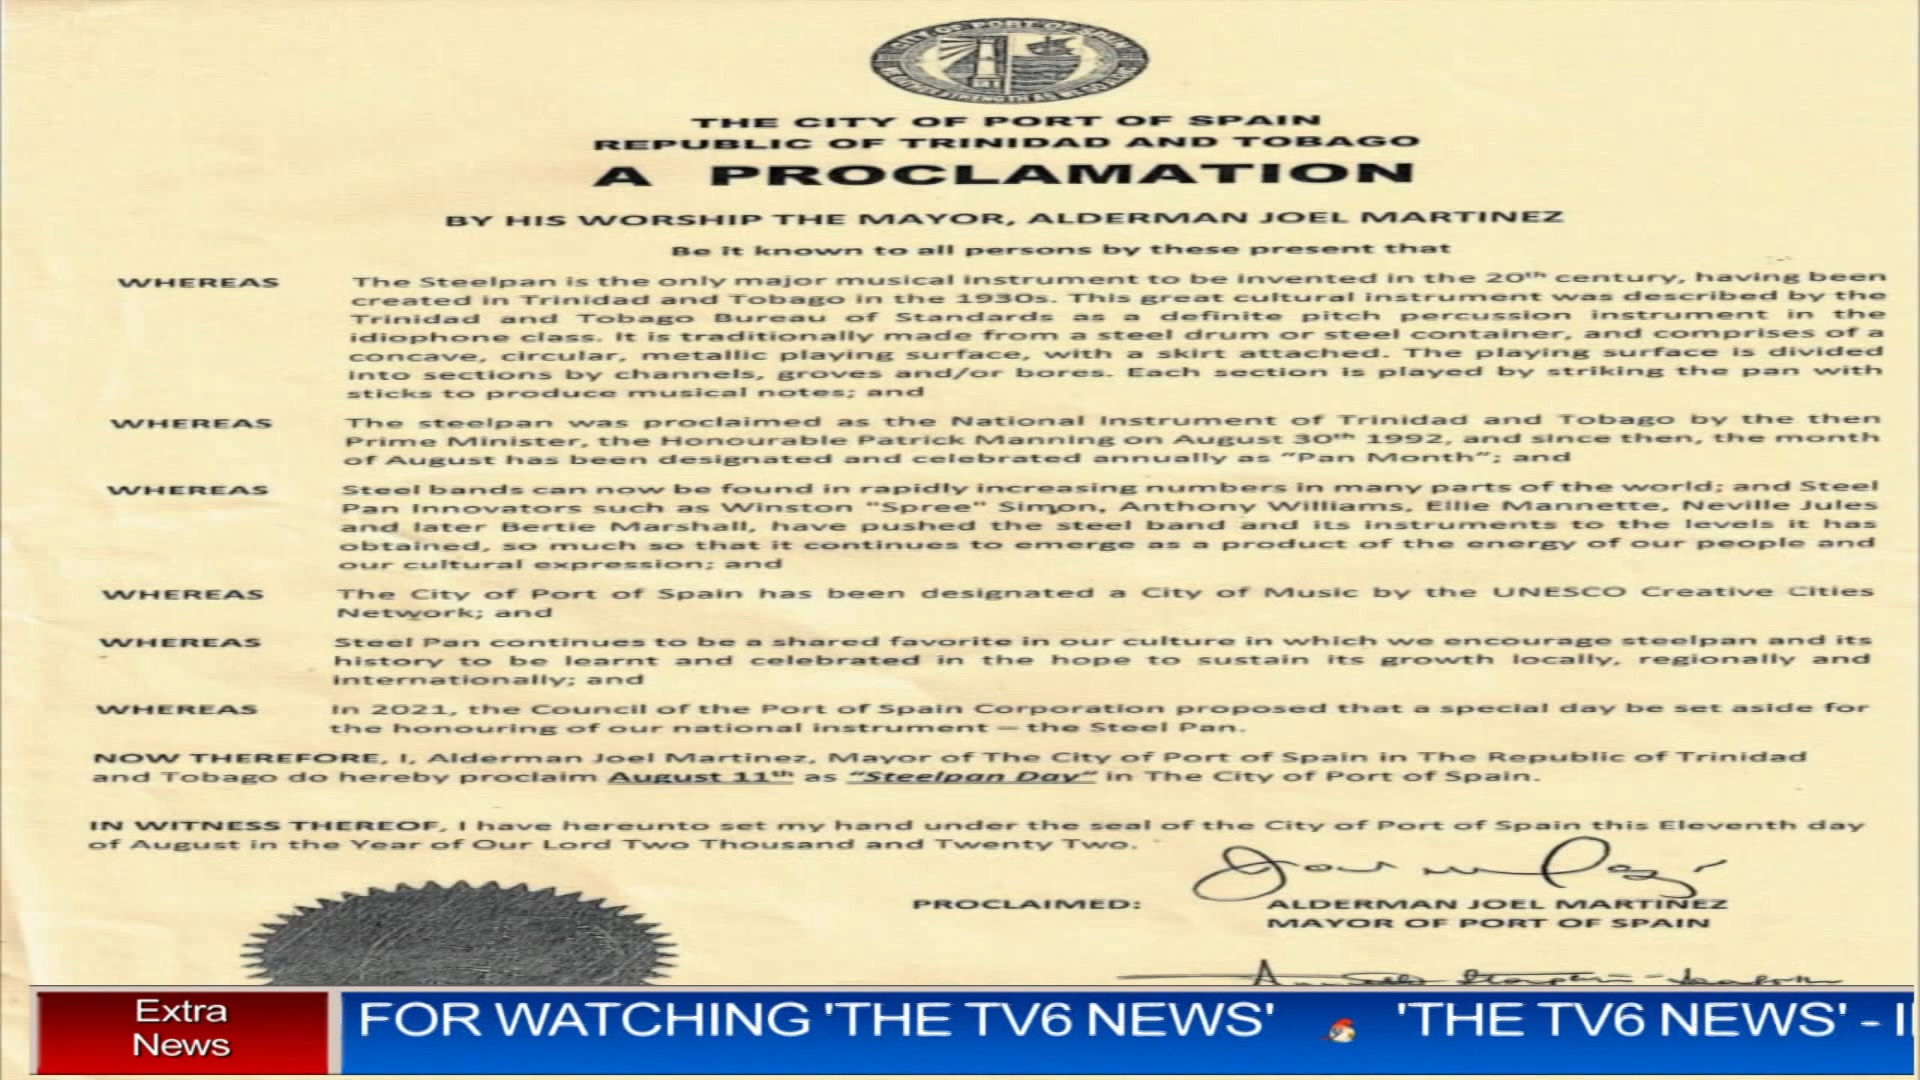 CITY OF PORT OF SPAIN
THE CITY OF PORT OF SPAIN
REPUBLIC OF TRINIDAD AND TOBAGO
A PROCLAMATION
BY HIS WORSHIP THE MAYOR, ALDERMAN JOEL MARTINEZ
Be it known to all persons by these present that
WHEREAS The Steelpan is the only major musical instrument to be invented in the 20th century, having been
created in Trinidad and Tobago in the 1930s. This great cultural instrument was described by the
Trinidad and Tobago Bureau of Standards as a definite pitch percussion instrument in the
idiophone class. It is traditionally made from a steel drum or steel container, and comprises of a
concave, circular, metallic playing surface, with a skirt attached. The playing surface is divided
into sections by channels, groves and/or bores. Each section is played by striking the pan with
sticks to produce musical notes; and
WHEREAS The steelpan was proclaimed as the National Instrument of Trinidad and Tobago by the then
Prime Minister, the Honourable Patrick Manning on August 30th 1992, and since then, the month
of August has been designated and celebrated annually as "Pan Month"; and
WHEREAS Steel bands can now be found in rapidly increasing numbers in many parts of the world; and Steel
Pan Innovators such as Winston "Spree" Simon, Anthony Williams, Ellie Mannette, Neville Jules
and later Bertie Marshall, have pushed the steel band and its instruments to the levels it has
obtained, so much so that it continues to emerge as a product of the energy of our people and
our cultural expression; and
WHEREAS The City of Port of Spain has been designated a City of Music by the UNESCO Creative Cities
Network; and
WHEREAS Steel Pan continues to be a shared favorite in our culture in which we encourage steelpan and its
history to be learnt and celebrated in the hope to sustain its growth locally, regionally and
internationally; and
WHEREAS In 2021, the Council of the Port of Spain Corporation proposed that a special day be set aside for
the honouring of our national instrument – the Steel Pan.
NOW THEREFORE, I, Alderman Joel Martinez, Mayor of The City of Port of Spain in The Republic of Trinidad
and Tobago do hereby proclaim August 11th as "Steelpan Day" in The City of Port of Spain.
IN WITNESS THEREOF, I have hereunto set my hand under the seal of the City of Port of Spain this Eleventh day
of August in the Year of Our Lord Two Thousand and Twenty Two.
PROCLAIMED: ALDERMAN JOEL MARTINEZ
MAYOR OF PORT OF SPAIN
Extra
News
FOR WATCHING 'THE TV6 NEWS' 'THE TV6 NEWS' -